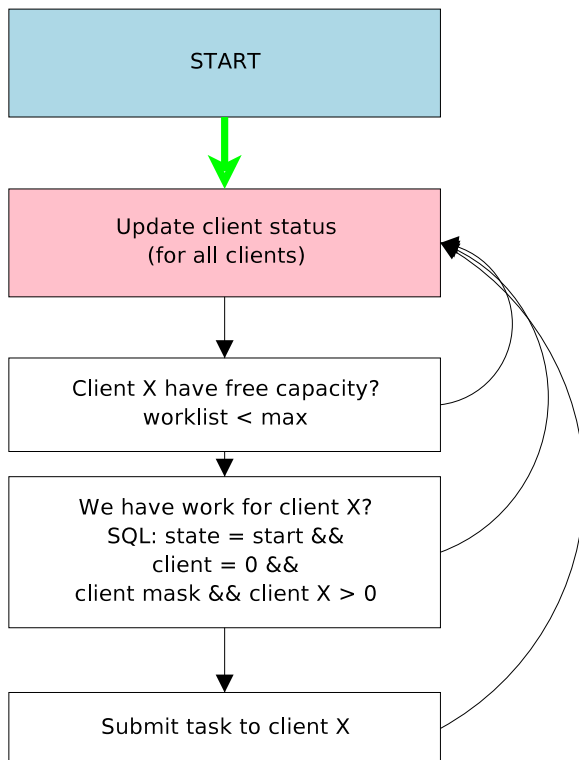 START
Update client status
(for all clients)
Client X have free capacity?
worklist < max
We have work for client X?
SQL: state = start &&
client = 0 &&
client mask && client X > 0
Submit task to client X